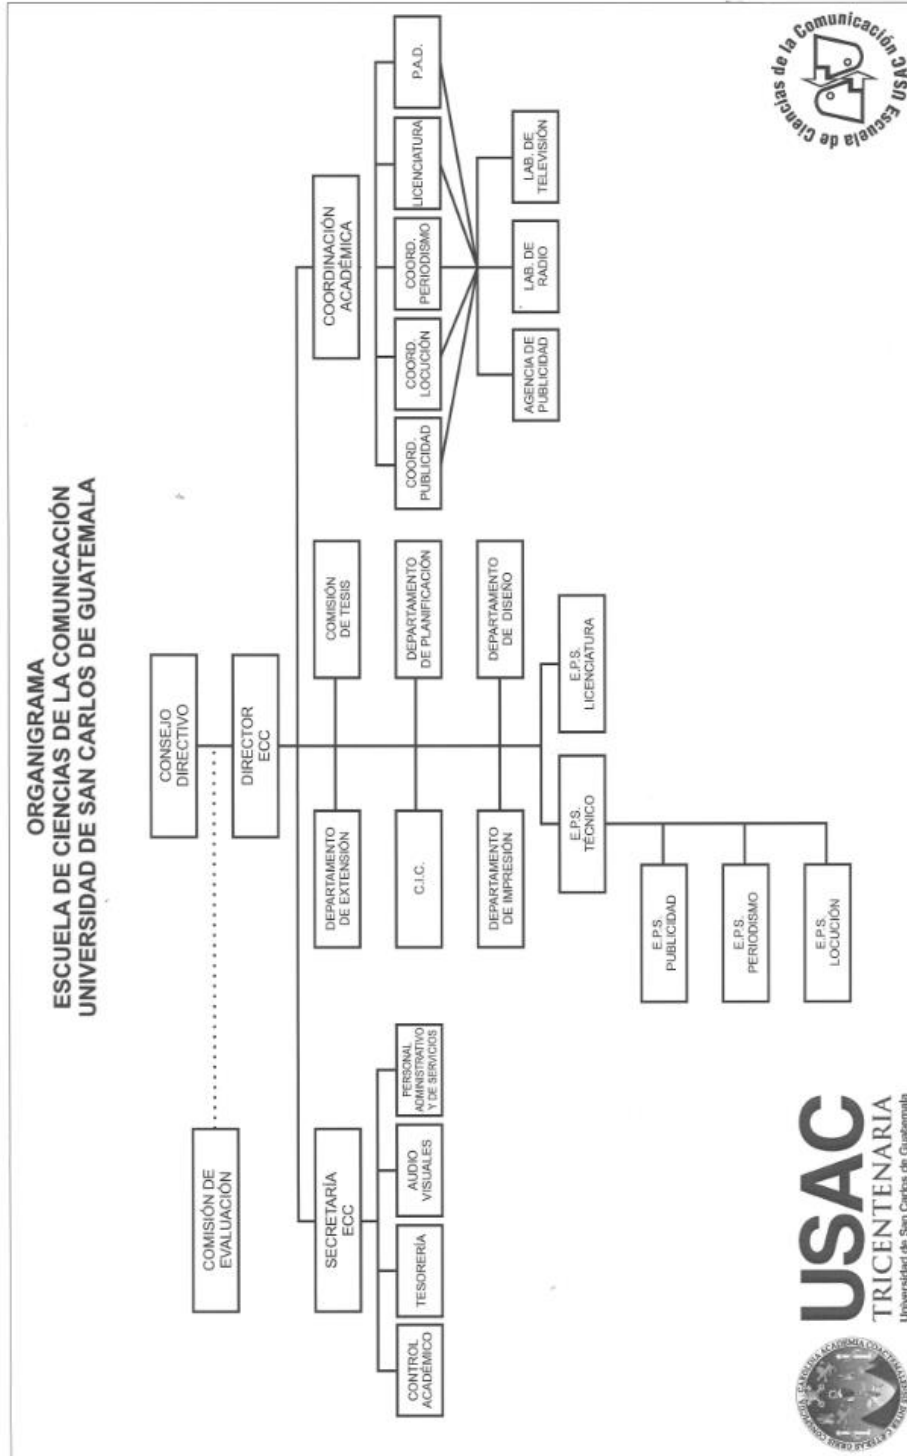 ORGANIGRAMA
ESCUELA DE CIENCIAS DE LA COMUNICACIÓN
UNIVERSIDAD DE SAN CARLOS DE GUATEMALA
CONSEJO
DIRECTIVO
COMISIÓN DE
EVALUACIÓN
DIRECTOR
ECC
SECRETARÍA
ECC
DEPARTAMENTO
DE EXTENSIÓN
COMISIÓN
DE TESIS
COORDINACIÓN
ACADÉMICA
CONTROL
ACADÉMICO
TESORERÍA
AUDIO
VISUALES
PERSONAL
ADMINISTRATIVO
Y DE SERVICIOS
C.I.C.
DEPARTAMENTO
DE PLANIFICACIÓN
COORD.
PUBLICIDAD
COORD.
LOCUCIÓN
COORD.
PERIODISMO
LICENCIATURA
P.A.D.
DEPARTAMENTO
DE IMPRESIÓN
DEPARTAMENTO
DE DISEÑO
AGENCIA DE
PUBLICIDAD
LAB. DE
RADIO
LAB. DE
TELEVISIÓN
E.P.S.
TÉCNICO
E.P.S.
LICENCIATURA
E.P.S.
PUBLICIDAD
E.P.S.
PERIODISMO
E.P.S.
LOCUCIÓN
USAC
TRICENTENARIA
Universidad de San Carlos de Guatemala
Escuela de Ciencias de la Comunicación USAC